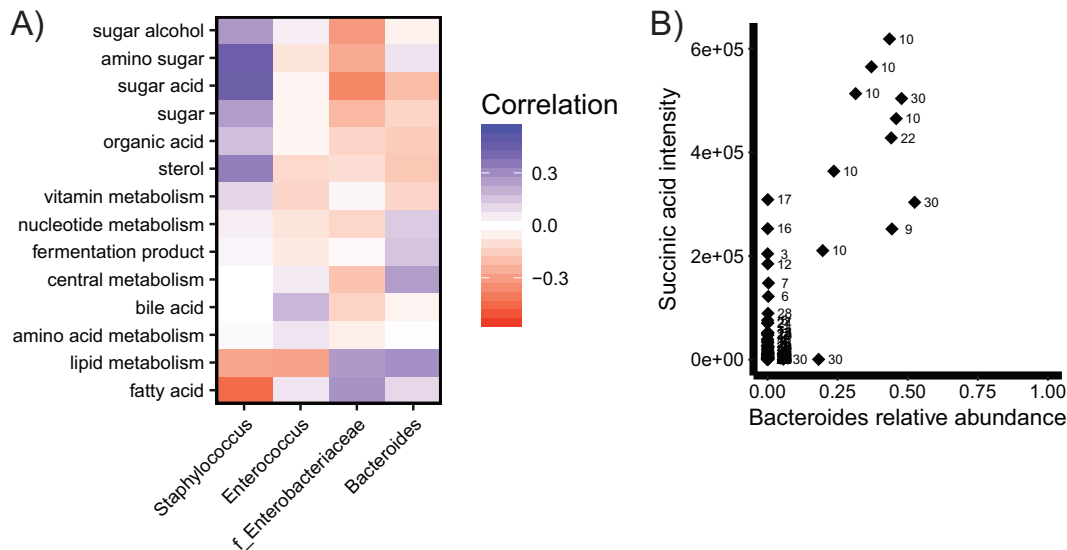 A)
sugar alcohol
amino sugar
sugar acid
sugar
organic acid
sterol
vitamin metabolism
nucleotide metabolism
fermentation product
central metabolism
bile acid
amino acid metabolism
lipid metabolism
fatty acid
Staphylococcus
Enterococcus
f_Enterobacteriaceae
Bacteroides
Correlation
0.3
0.0
−0.3
B)
Succinic acid intensity
6e+05
4e+05
2e+05
0e+00
10
10
10
30
10
22
10
17
30
16
9
3
10
12
7
6
28
30
30
0.00 0.25 0.50 0.75 1.00
Bacteroides relative abundance